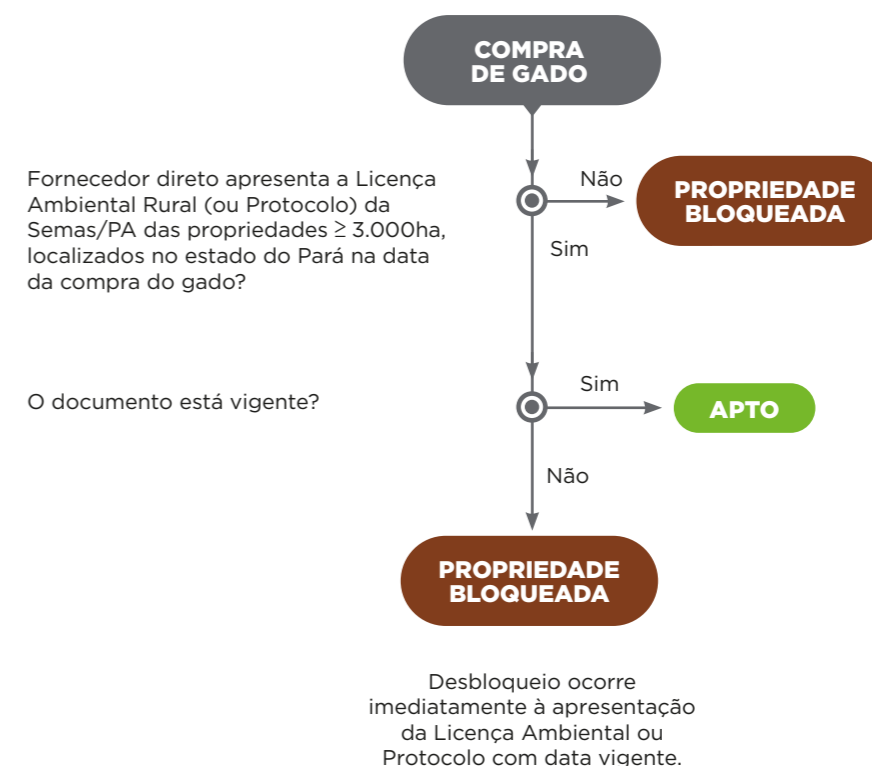 COMPRA
DE GADO
Fornecedor direto apresenta a Licença
Ambiental Rural (ou Protocolo) da
Semas/PA das propriedades ≥ 3.000ha,
localizados no estado do Pará na data
da compra do gado?
Não
PROPRIEDADE
BLOQUEADA
Sim
O documento está vigente?
Sim
APTO
Não
PROPRIEDADE
BLOQUEADA
Desbloqueio ocorre
imediatamente à apresentação
da Licença Ambiental ou
Protocolo com data vigente.